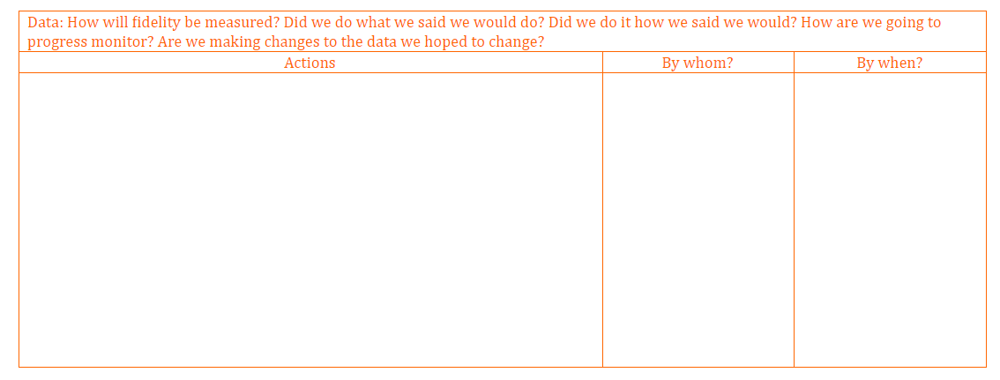 Data: How will fidelity be measured? Did we do what we said we would do? Did we do it how we said we would? How are we going to
progress monitor? Are we making changes to the data we hoped to change?
Actions By whom? By when?